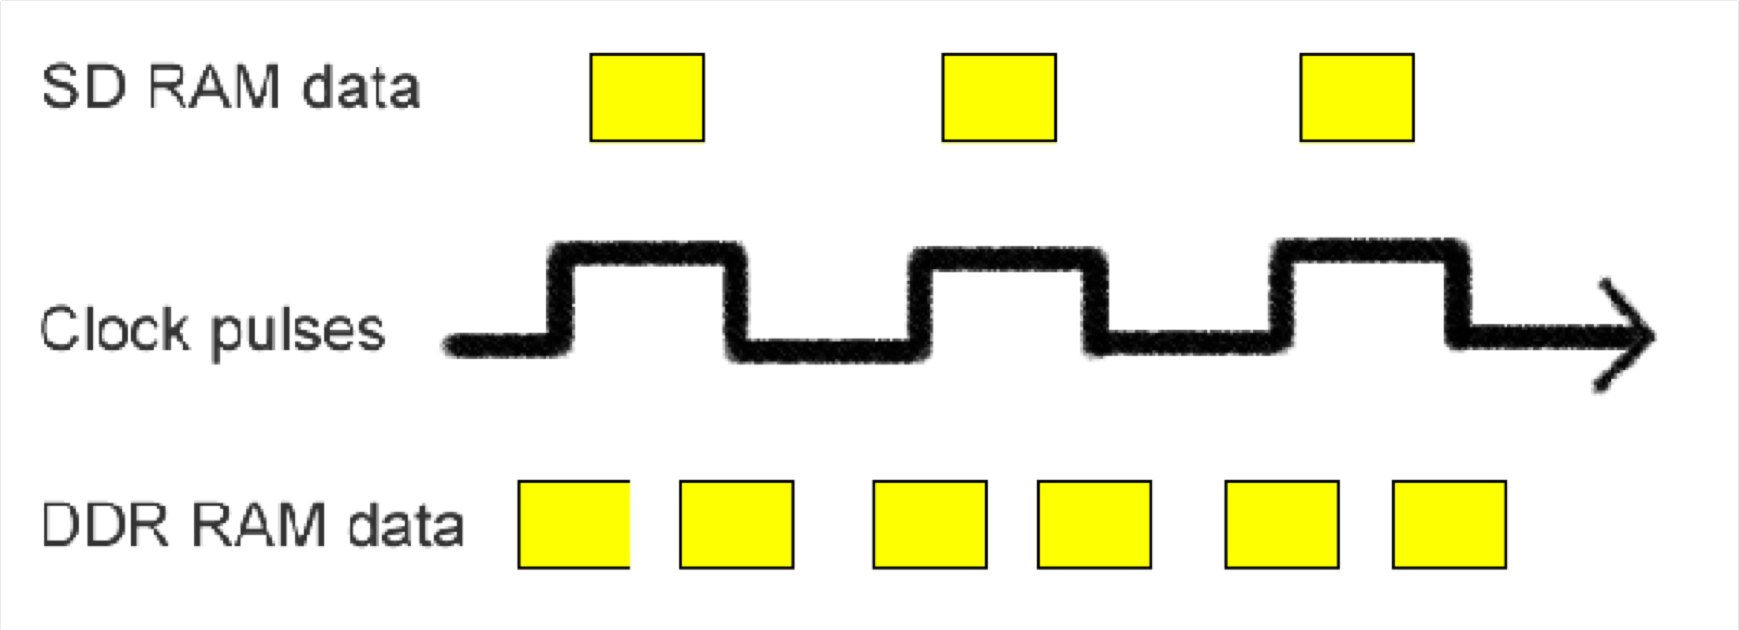 SD RAM data
Clock pulses
DDR RAM data